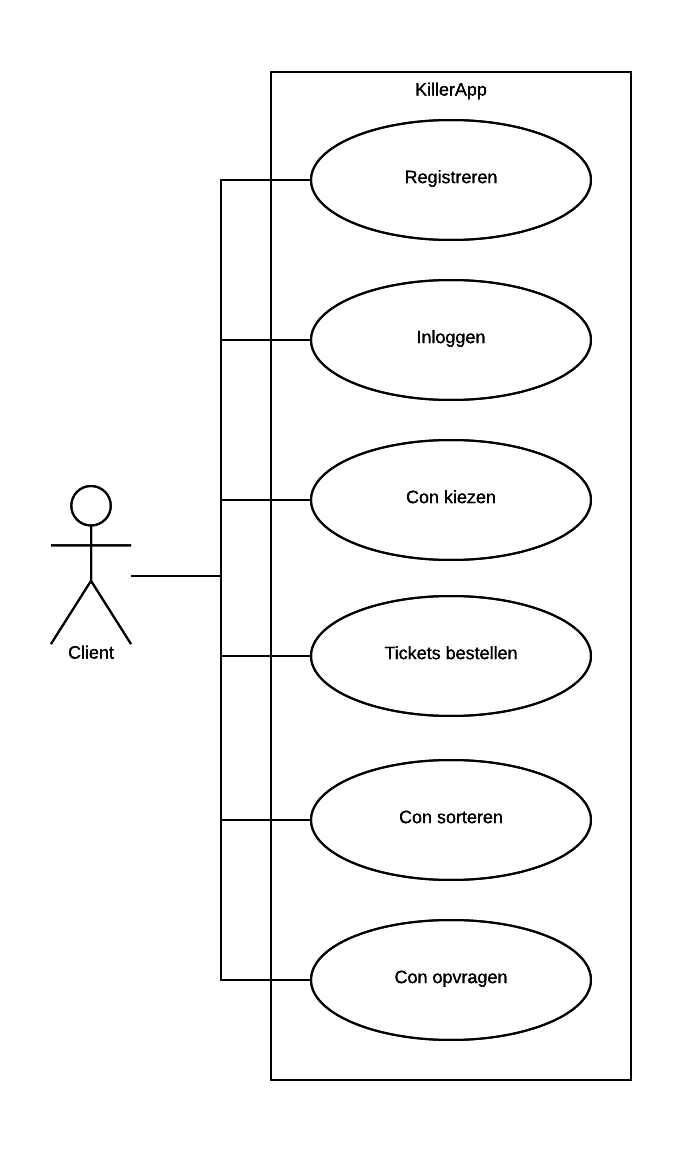 KillerApp
Registreren
Inloggen
Con kiezen
Client
Tickets bestellen
Con sorteren
Con opvragen